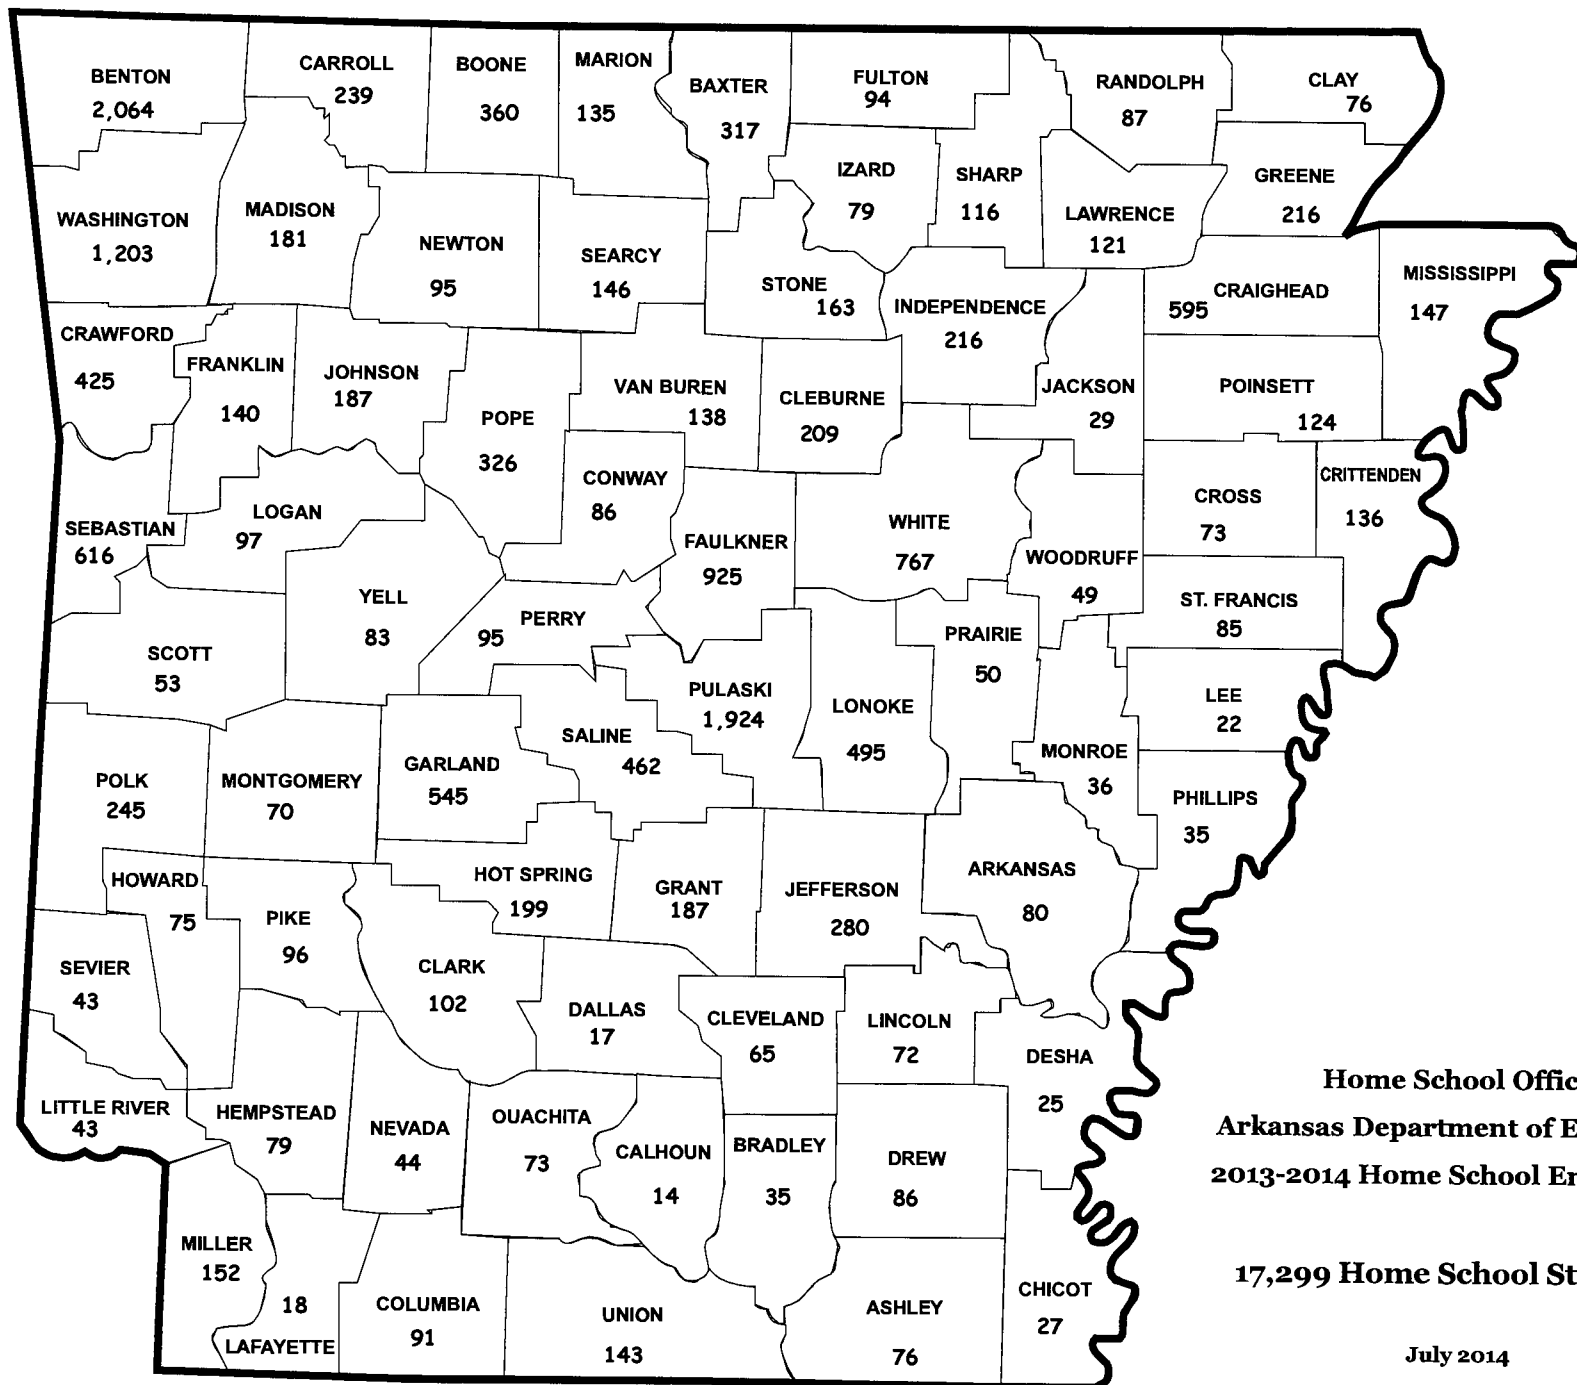 BENTON
2,064
CARROLL
239
BOONE
360
MARION
135
BAXTER
317
FULTON
94
RANDOLPH
87
CLAY
76
IZARD
79
SHARP
116
LAWRENCE
121
GREENE
216
WASHINGTON
1,203
MADISON
181
NEWTON
95
SEARCY
146
STONE
163
INDEPENDENCE
216
CRAIGHEAD
595
MISSISSIPPI
147
CRAWFORD
425
FRANKLIN
140
JOHNSON
187
POPE
326
VAN BUREN
138
CLEBURNE
209
JACKSON
29
POINSETT
124
SEBASTIAN
616
LOGAN
97
CONWAY
86
FAULKNER
925
WHITE
767
WOODRUFF
49
CROSS
73
CRITTENDEN
136
SCOTT
53
YELL
83
PERRY
95
PULASKI
1,924
LONOKE
495
PRAIRIE
50
ST. FRANCIS
85
LEE
22
POLK
245
MONTGOMERY
70
GARLAND
545
SALINE
462
MONROE
36
PHILLIPS
35
HOWARD
75
PIKE
96
HOT SPRING
199
GRANT
187
JEFFERSON
280
ARKANSAS
80
SEVIER
43
CLARK
102
DALLAS
17
CLEVELAND
65
LINCOLN
72
DESHA
25
LITTLE RIVER
43
HEMPSTEAD
79
NEVADA
44
OUACHITA
73
CALHOUN
14
BRADLEY
35
DREW
86
MILLER
152
18
LAFAYETTE
COLUMBIA
91
UNION
143
ASHLEY
76
CHICOT
27
Home School Offic
Arkansas Department of E
2013-2014 Home School En
17,299 Home School St
July 2014